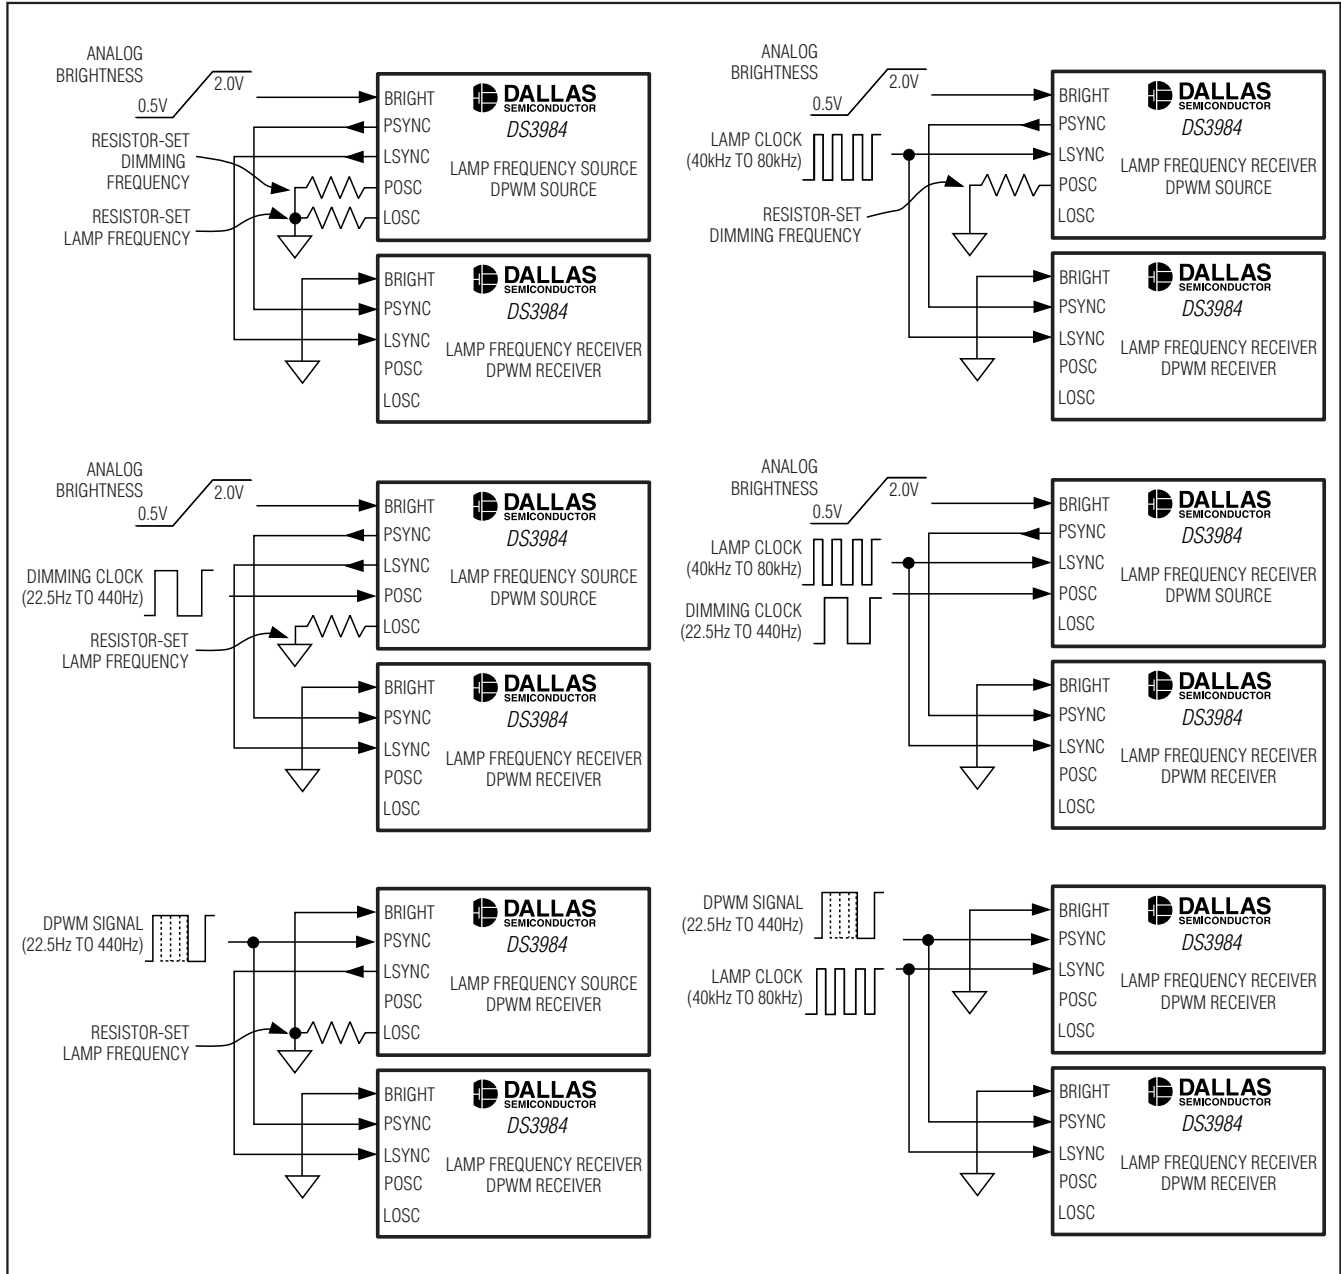 ANALOG
BRIGHTNESS
0.5V
2.0V
RESISTOR-SET
DIMMING
FREQUENCY
RESISTOR-SET
LAMP FREQUENCY
BRIGHT
PSYNC
LSYNC
POSC
LOSC
DALLAS
SEMICONDUCTOR
DS3984
LAMP FREQUENCY SOURCE
DPWM SOURCE
BRIGHT
PSYNC
LSYNC
POSC
LOSC
DALLAS
SEMICONDUCTOR
DS3984
LAMP FREQUENCY RECEIVER
DPWM RECEIVER
ANALOG
BRIGHTNESS
0.5V
2.0V
LAMP CLOCK
(40kHz TO 80kHz)
RESISTOR-SET
DIMMING FREQUENCY
BRIGHT
PSYNC
LSYNC
POSC
LOSC
DALLAS
SEMICONDUCTOR
DS3984
LAMP FREQUENCY RECEIVER
DPWM SOURCE
BRIGHT
PSYNC
LSYNC
POSC
LOSC
DALLAS
SEMICONDUCTOR
DS3984
LAMP FREQUENCY RECEIVER
DPWM RECEIVER
ANALOG
BRIGHTNESS
0.5V
2.0V
DIMMING CLOCK
(22.5Hz TO 440Hz)
RESISTOR-SET
LAMP FREQUENCY
BRIGHT
PSYNC
LSYNC
POSC
LOSC
DALLAS
SEMICONDUCTOR
DS3984
LAMP FREQUENCY SOURCE
DPWM SOURCE
BRIGHT
PSYNC
LSYNC
POSC
LOSC
DALLAS
SEMICONDUCTOR
DS3984
LAMP FREQUENCY RECEIVER
DPWM RECEIVER
ANALOG
BRIGHTNESS
0.5V
2.0V
LAMP CLOCK
(40kHz TO 80kHz)
DIMMING CLOCK
(22.5Hz TO 440Hz)
BRIGHT
PSYNC
LSYNC
POSC
LOSC
DALLAS
SEMICONDUCTOR
DS3984
LAMP FREQUENCY RECEIVER
DPWM SOURCE
BRIGHT
PSYNC
LSYNC
POSC
LOSC
DALLAS
SEMICONDUCTOR
DS3984
LAMP FREQUENCY RECEIVER
DPWM RECEIVER
DPWM SIGNAL
(22.5Hz TO 440Hz)
RESISTOR-SET
LAMP FREQUENCY
BRIGHT
PSYNC
LSYNC
POSC
LOSC
DALLAS
SEMICONDUCTOR
DS3984
LAMP FREQUENCY SOURCE
DPWM RECEIVER
BRIGHT
PSYNC
LSYNC
POSC
LOSC
DALLAS
SEMICONDUCTOR
DS3984
LAMP FREQUENCY RECEIVER
DPWM RECEIVER
DPWM SIGNAL
(22.5Hz TO 440Hz)
LAMP CLOCK
(40kHz TO 80kHz)
BRIGHT
PSYNC
LSYNC
POSC
LOSC
DALLAS
SEMICONDUCTOR
DS3984
LAMP FREQUENCY RECEIVER
DPWM RECEIVER
BRIGHT
PSYNC
LSYNC
POSC
LOSC
DALLAS
SEMICONDUCTOR
DS3984
LAMP FREQUENCY RECEIVER
DPWM RECEIVER